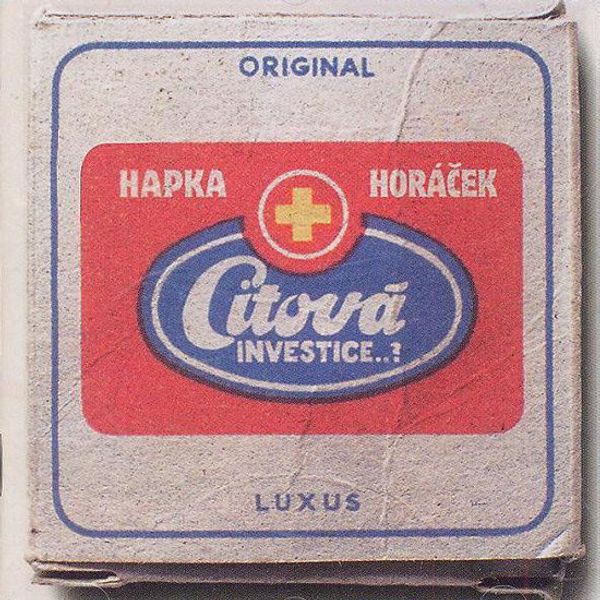 ORIGINAL
HAPKA HORÁČEK
Citová
INVESTICE..?
LUXUS